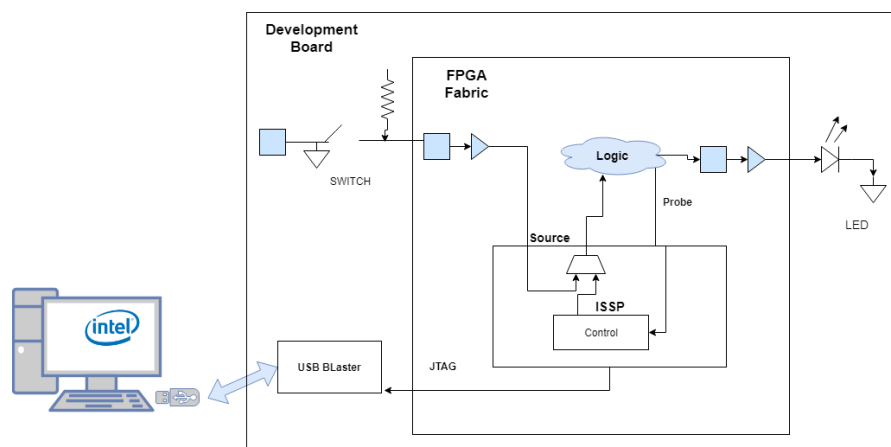 Development
Board
FPGA
Fabric
Logic
SWITCH
Probe
LED
Source
ISSP
Control
intel
USB BLaster
JTAG